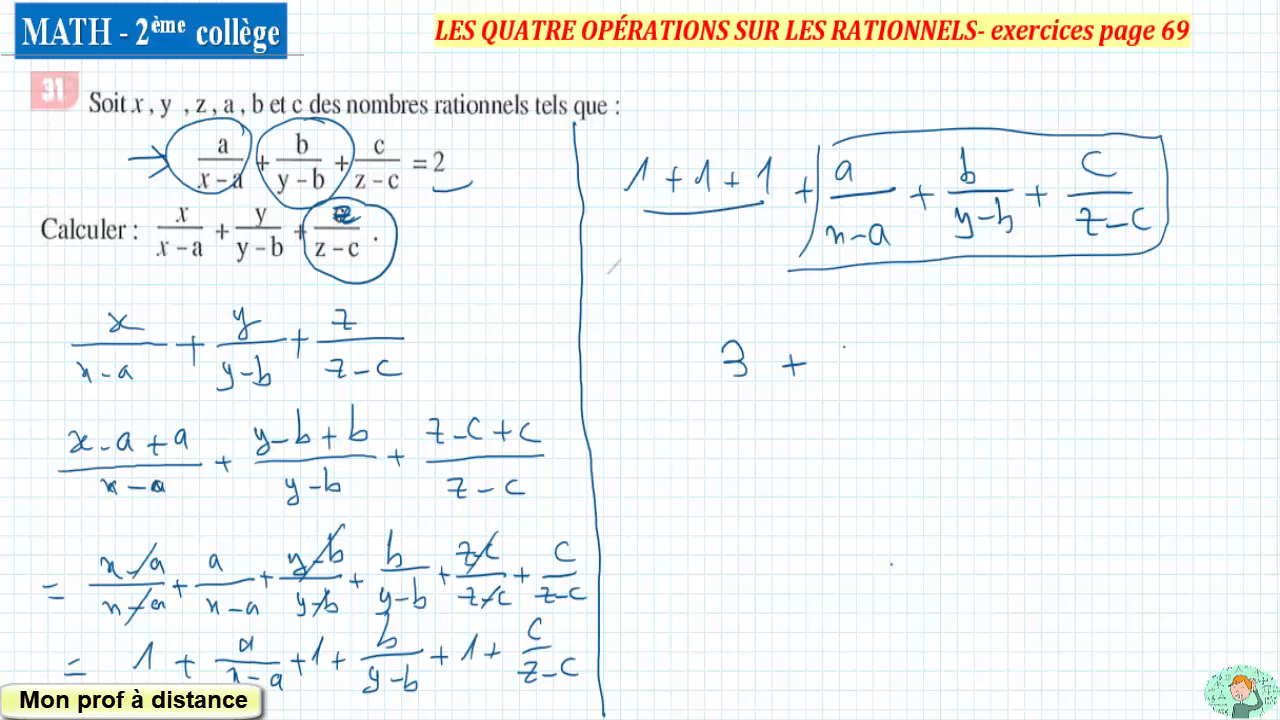 MATH - 2ème collège
LES QUATRE OPÉRATIONS SUR LES RATIONNELS- exercices page 69
31
Soit x , y , z , a , b et c des nombres rationnels tels que :
a/(x - a) + b/(y - b) + c/(z - c) = 2
Calculer : x/(x - a) + y/(y - b) + z/(z - c) .
x/(x - a) + y/(y - b) + z/(z - c)
(x - a + a)/(x - a) + (y - b + b)/(y - b) + (z - c + c)/(z - c)
= (x - a)/(x - a) + a/(x - a) + (y - b)/(y - b) + b/(y - b) + (z - c)/(z - c) + c/(z - c)
= 1 + a/(x - a) + 1 + b/(y - b) + 1 + c/(z - c)
1 + 1 + 1 + a/(x - a) + b/(y - b) + c/(z - c)
3 +
Mon prof à distance